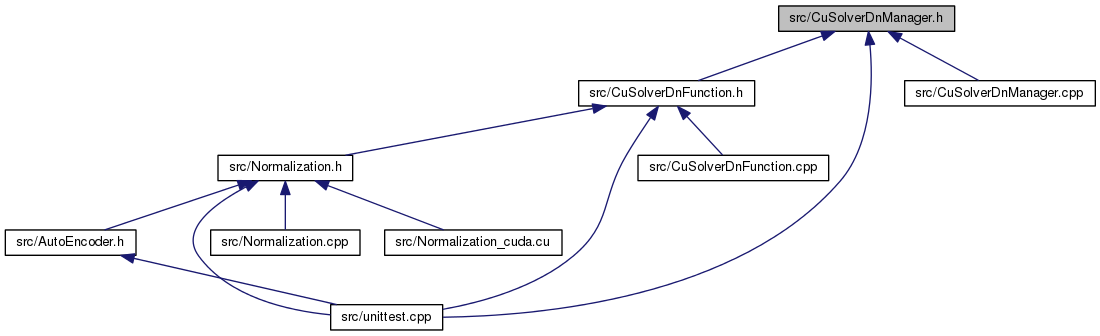 src/CuSolverDnManager.h
src/CuSolverDnFunction.h
src/CuSolverDnManager.cpp
src/Normalization.h
src/CuSolverDnFunction.cpp
src/AutoEncoder.h
src/Normalization.cpp
src/Normalization_cuda.cu
src/unittest.cpp